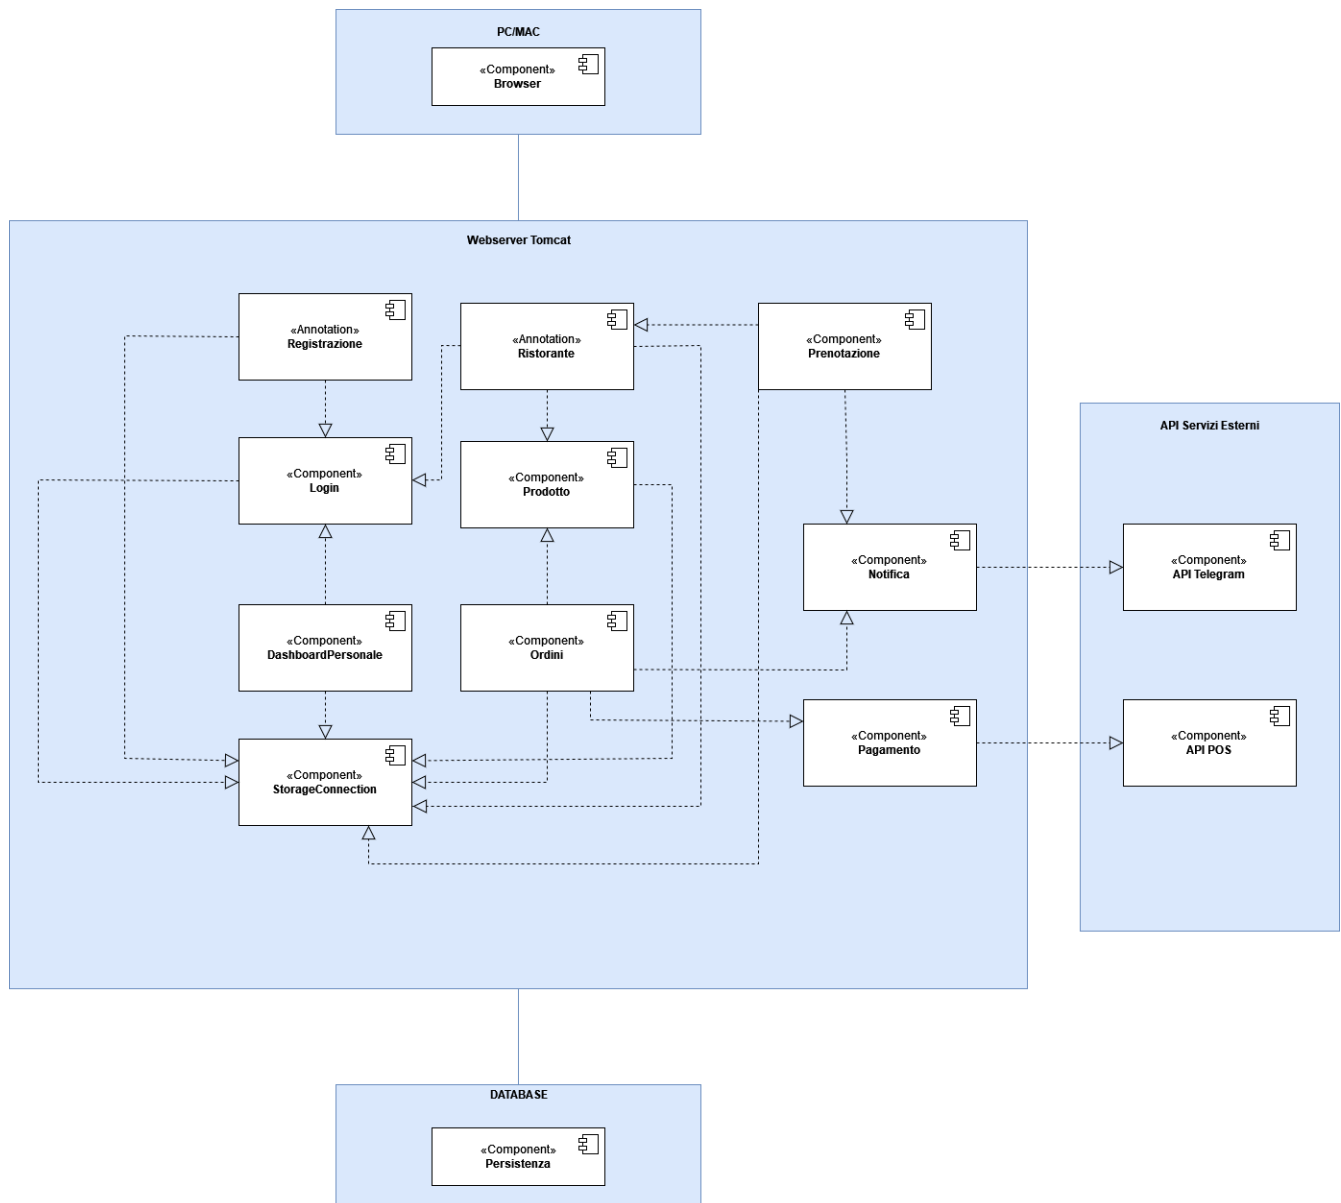 PC/MAC
«Component»
Browser
Webserver Tomcat
«Annotation»
Registrazione
«Annotation»
Ristorante
«Component»
Prenotazione
API Servizi Esterni
«Component»
Login
«Component»
Prodotto
«Component»
Notifica
«Component»
API Telegram
«Component»
DashboardPersonale
«Component»
Ordini
«Component»
Pagamento
«Component»
API POS
«Component»
StorageConnection
DATABASE
«Component»
Persistenza